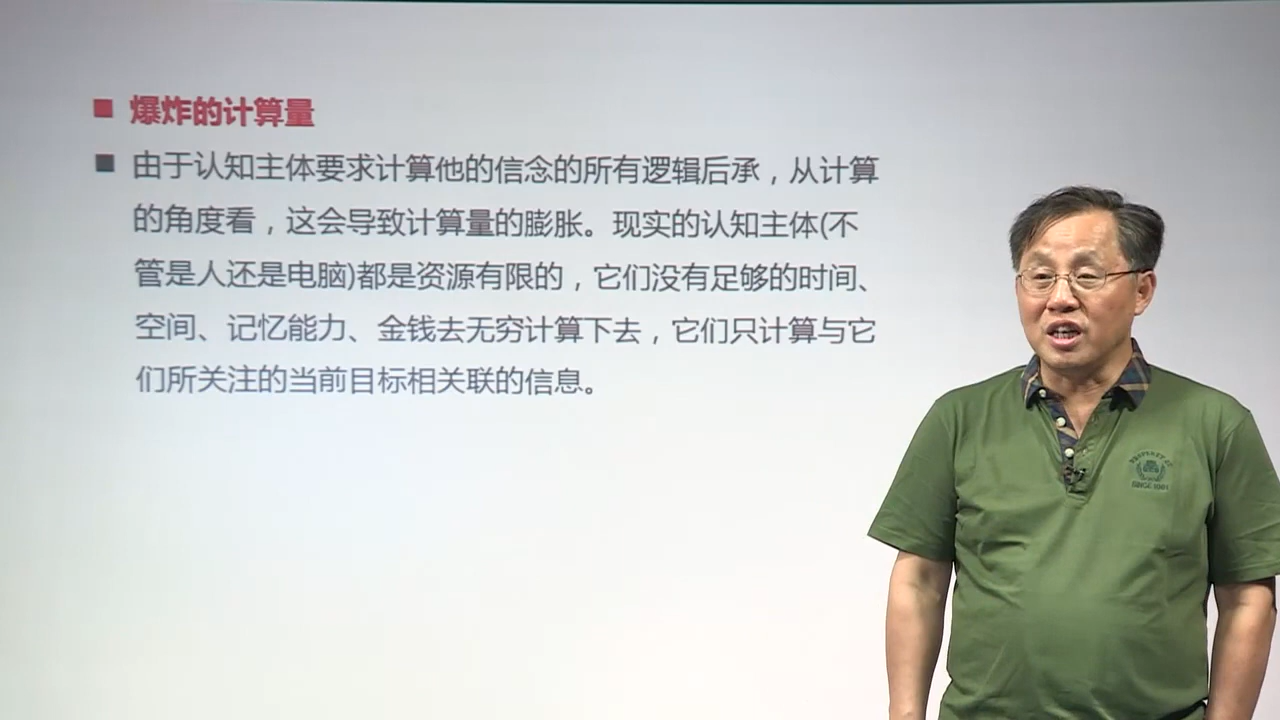 爆炸的计算量
由于认知主体要求计算他的信念的所有逻辑后承，从计算
的角度看，这会导致计算量的膨胀。现实的认知主体(不
管是人还是电脑)都是资源有限的，它们没有足够的时间、
空间、记忆能力、金钱去无穷计算下去，它们只计算与它
们所关注的当前目标相关联的信息。